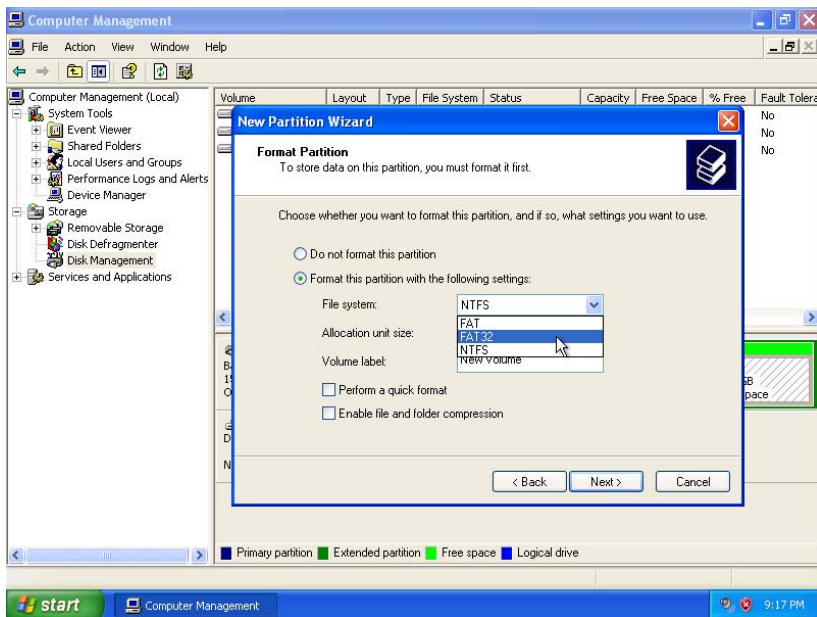 Computer Management
File Action View Window Help
Computer Management (Local)
System Tools
Event Viewer
Shared Folders
Local Users and Groups
Performance Logs and Alerts
Device Manager
Storage
Removable Storage
Disk Defragmenter
Disk Management
Services and Applications
Volume Layout Type File System Status Capacity Free Space % Free Fault Tolera
No
No
No
New Partition Wizard
Format Partition
To store data on this partition, you must format it first.
Choose whether you want to format this partition, and if so, what settings you want to use.
Do not format this partition
Format this partition with the following settings:
File system: NTFS
FAT
FAT32
NTFS
Allocation unit size:
Volume label: New Volume
Perform a quick format
Enable file and folder compression
< Back Next > Cancel
Primary partition Extended partition Free space Logical drive
start Computer Management 9:17 PM